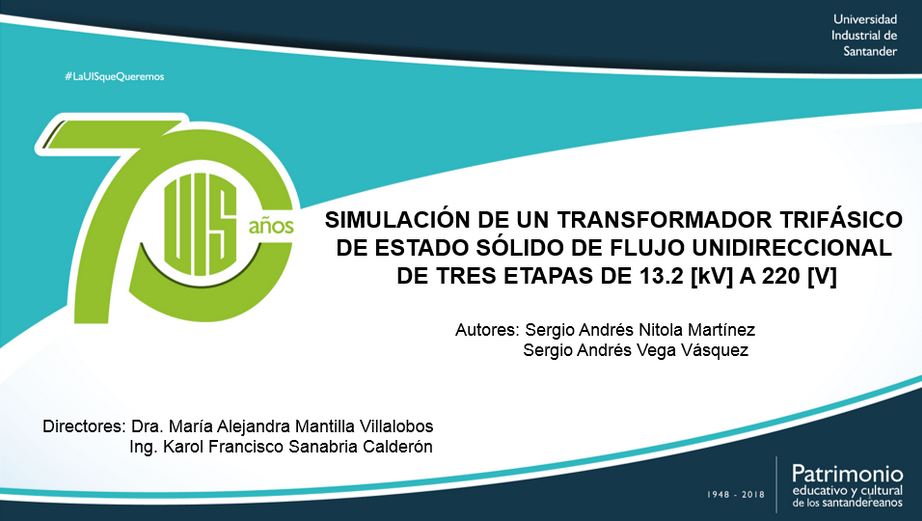 Universidad
Industrial de
Santander
#LaUISqueQueremos
70
UIS
años
SIMULACIÓN DE UN TRANSFORMADOR TRIFÁSICO
DE ESTADO SÓLIDO DE FLUJO UNIDIRECCIONAL
DE TRES ETAPAS DE 13.2 [kV] A 220 [V]
Autores: Sergio Andrés Nitola Martínez
Sergio Andrés Vega Vásquez
Directores: Dra. María Alejandra Mantilla Villalobos
Ing. Karol Francisco Sanabria Calderón
1948 - 2018
Patrimonio
educativo y cultural
de los santandereanos